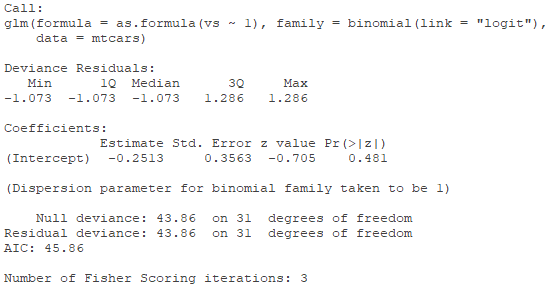 Call:
glm(formula = as.formula(vs ~ 1), family = binomial(link = "logit"),
    data = mtcars)
Deviance Residuals:
   Min      1Q  Median      3Q     Max
-1.073  -1.073  -1.073   1.286   1.286
Coefficients:
            Estimate Std. Error z value Pr(>|z|)
(Intercept)  -0.2513     0.3563  -0.705    0.481
(Dispersion parameter for binomial family taken to be 1)
    Null deviance: 43.86  on 31  degrees of freedom
Residual deviance: 43.86  on 31  degrees of freedom
AIC: 45.86
Number of Fisher Scoring iterations: 3